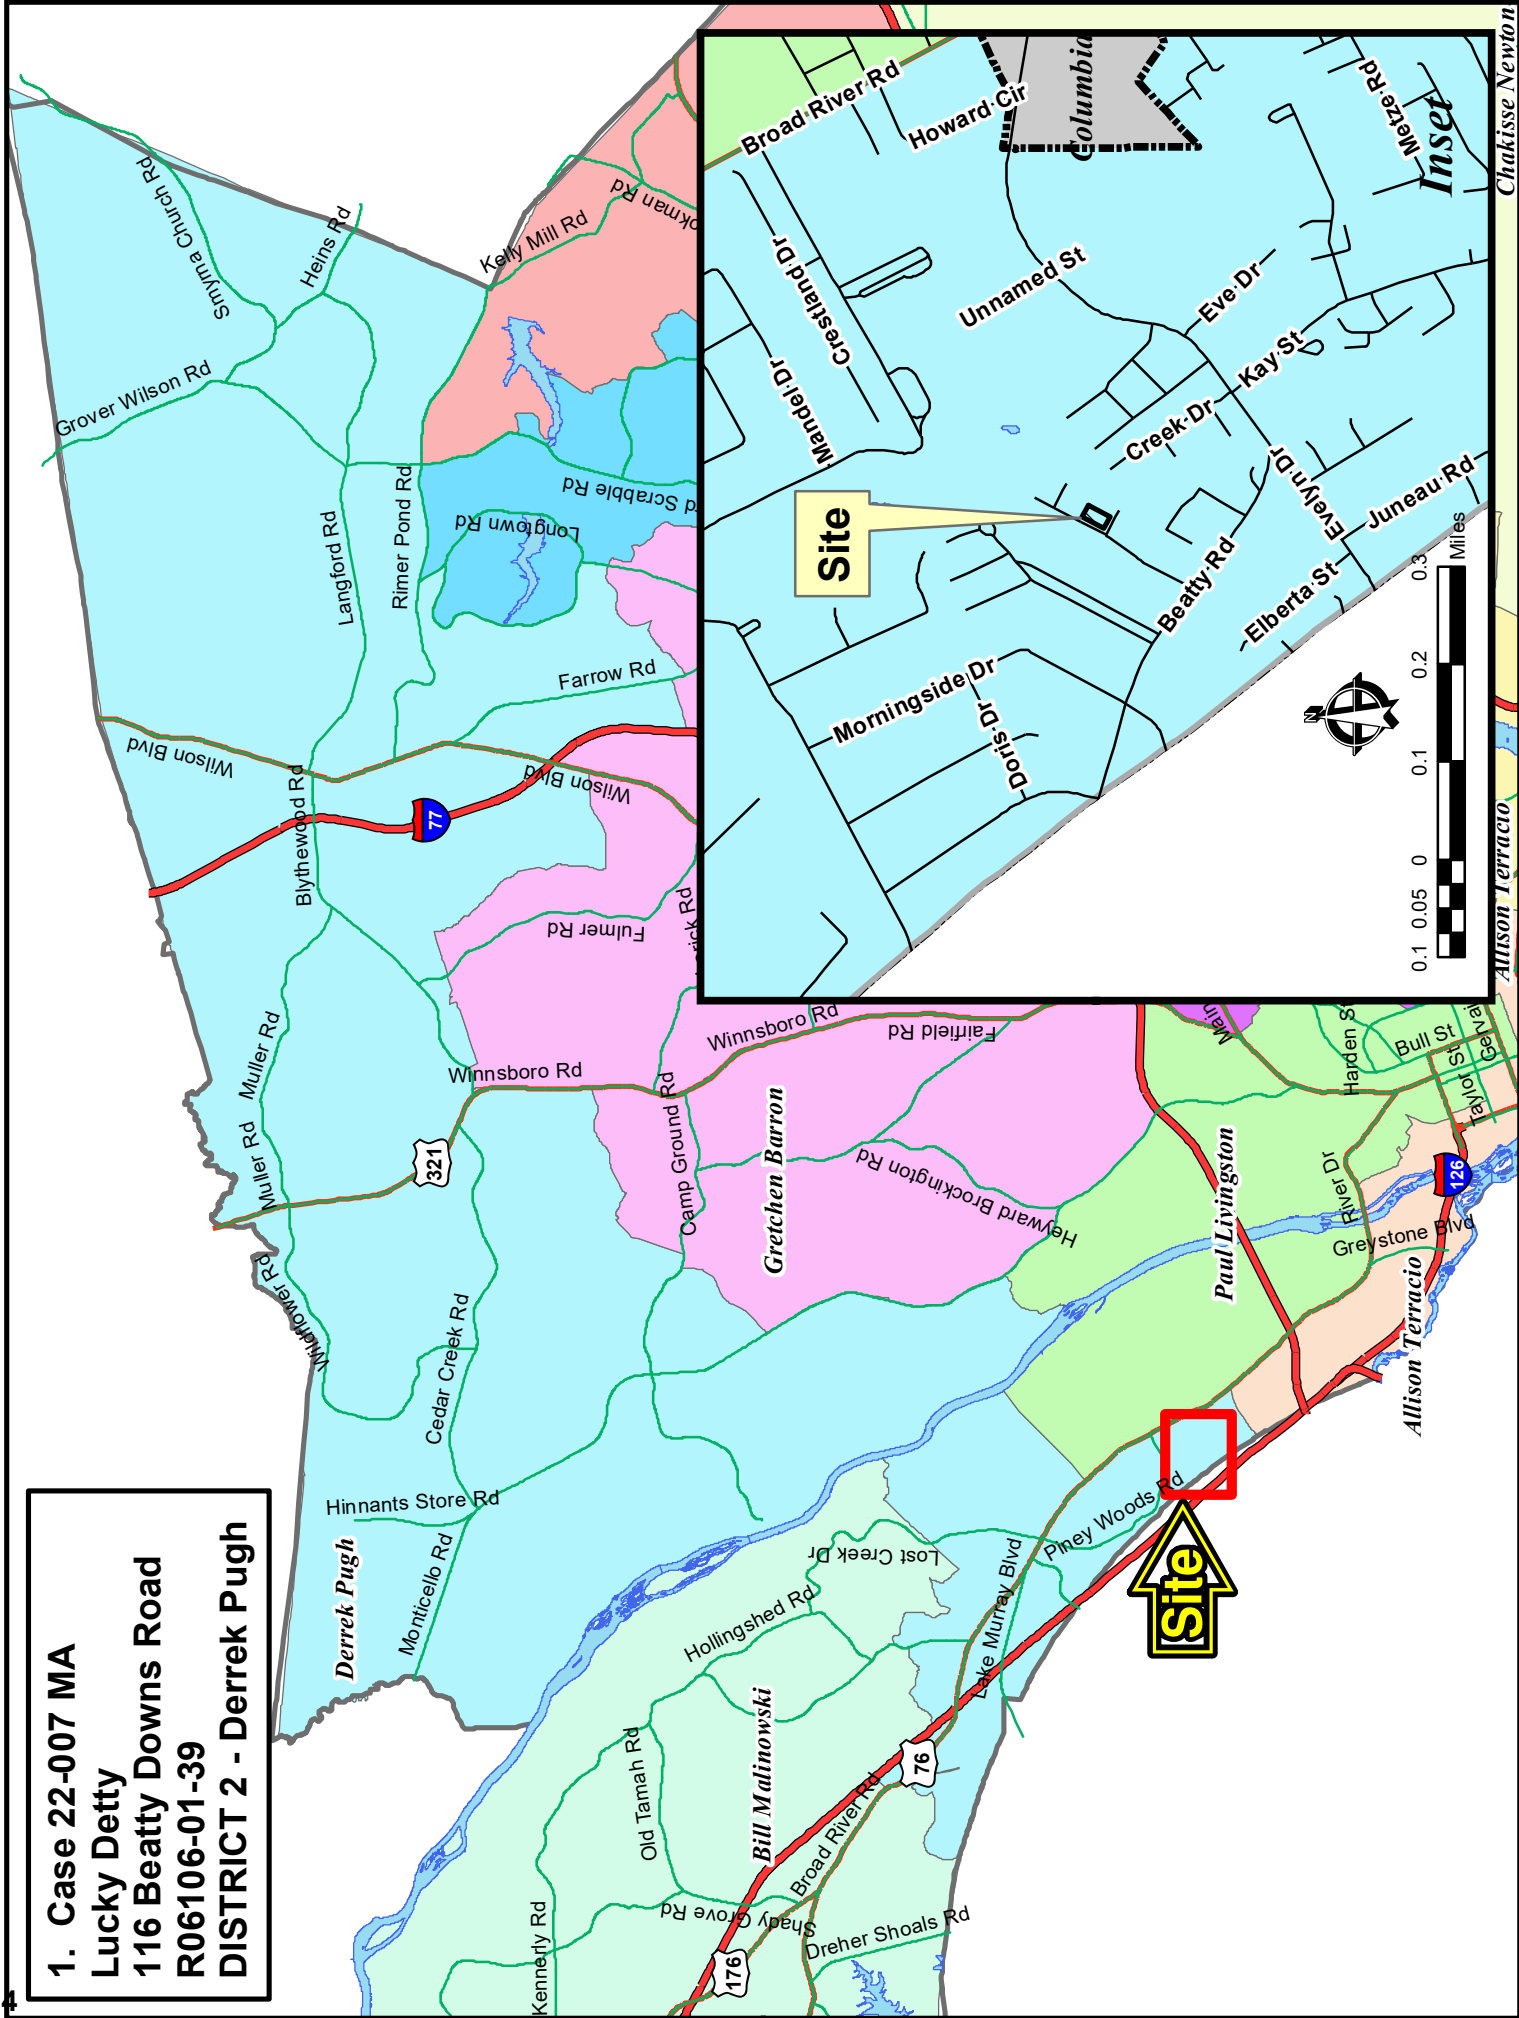 4
1. Case 22-007 MA
Lucky Detty
116 Beatty Downs Road
R06106-01-39
DISTRICT 2 - Derrek Pugh
Smyrna Church Rd
Heins Rd
Grover Wilson Rd
Kelly Mill Rd
Langford Rd
Rimer Pond Rd
Longtown Rd
Farrow Rd
Wilson Blvd
Wilson Blvd
77
Blythewood Rd
Fulmer Rd
Muller Rd
Muller Rd
Winnsboro Rd
Winnsboro Rd
Fairfield Rd
321
Camp Ground Rd
Gretchen Barron
Heyward Brockington Rd
Wildflower Rd
Cedar Creek Rd
Hinnants Store Rd
Monticello Rd
Derrek Pugh
Main
Harden St
Bull St
Taylor St
Gervai
Paul Livingston
River Dr
126
Greystone Blvd
Allison Terracio
Lost Creek Dr
Hollingshed Rd
Piney Woods Rd
Lake Murray Blvd
Site
Bill Malinowski
Old Tamah Rd
76
Broad River Rd
Shady Grove Rd
Kennerly Rd
176
Dreher Shoals Rd
Broad River Rd
Howard Cir
Columbia
Metze Rd
Inset
Crestland Dr
Mandel Dr
Unnamed St
Eve Dr
Kay St
Creek Dr
Site
Beatty Rd
Evelyn Dr
Juneau Rd
Elberta St
Morningside Dr
Doris Dr
N
0.1 0.05 0 0.1 0.2 0.3
Miles
Chakisse Newton
Allison Terracio